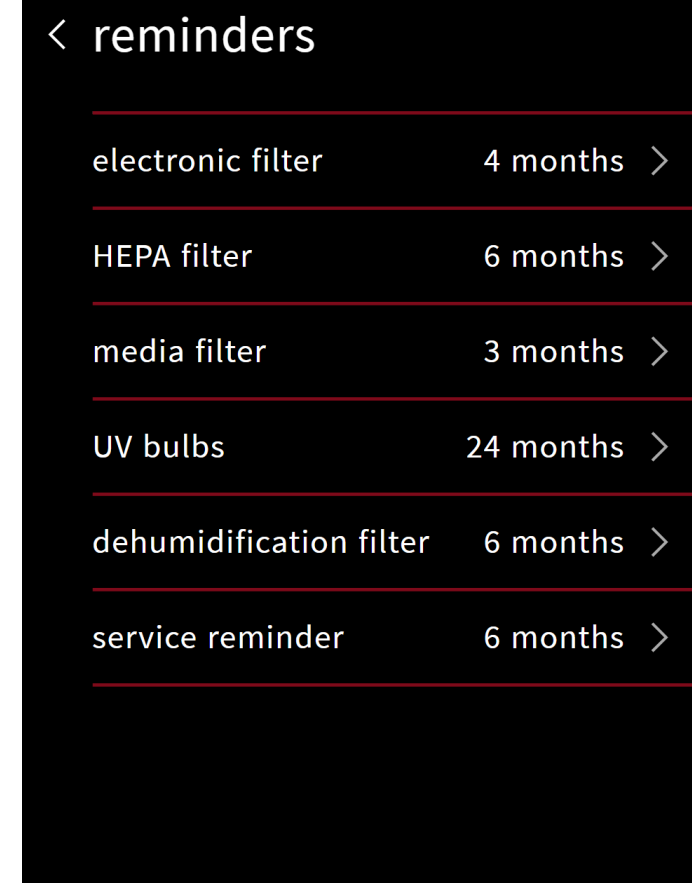 reminders
electronic filter 4 months
HEPA filter 6 months
media filter 3 months
UV bulbs 24 months
dehumidification filter 6 months
service reminder 6 months